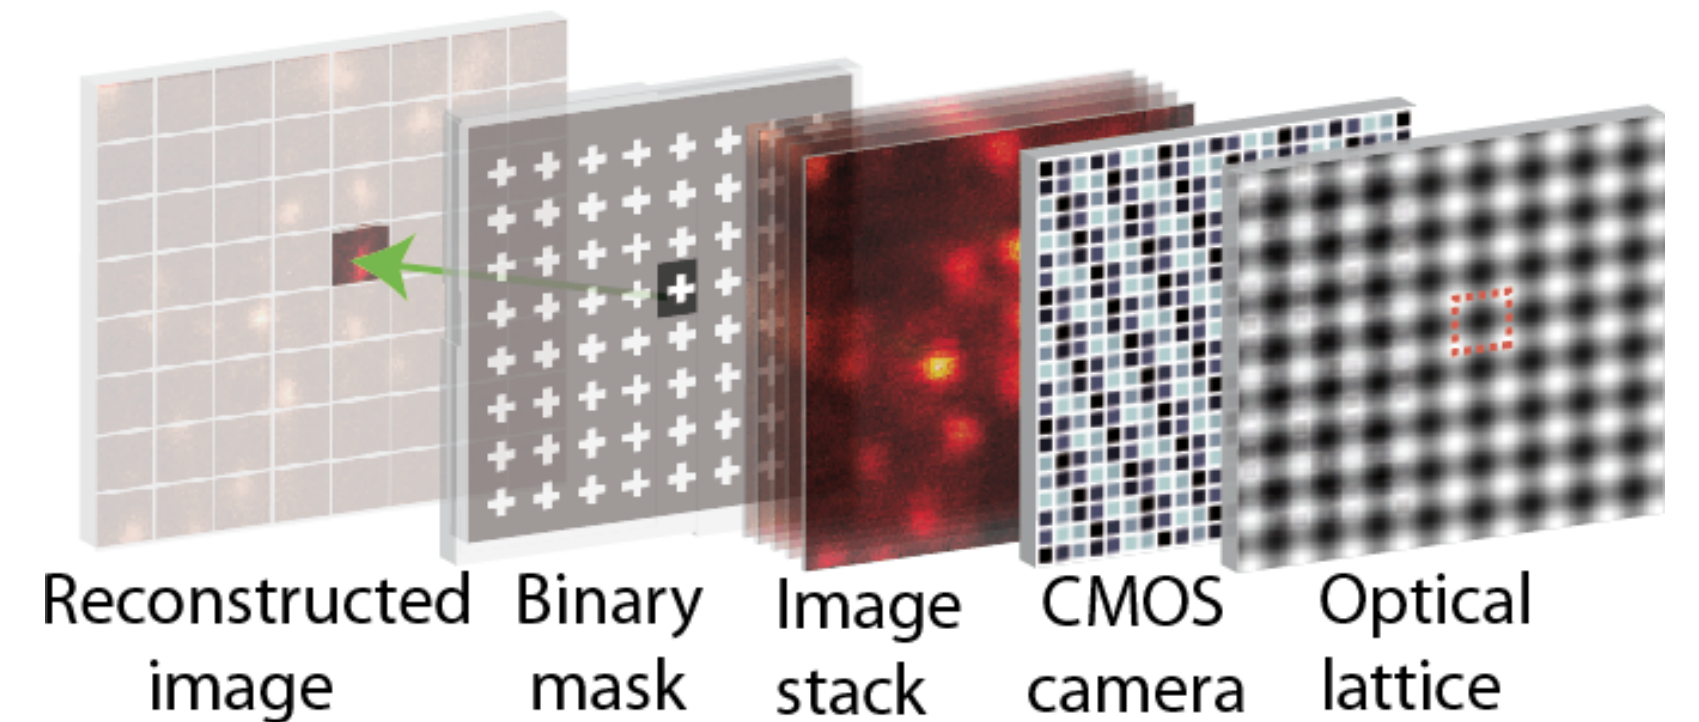 Reconstructed image
Binary mask
Image stack
CMOS camera
Optical lattice